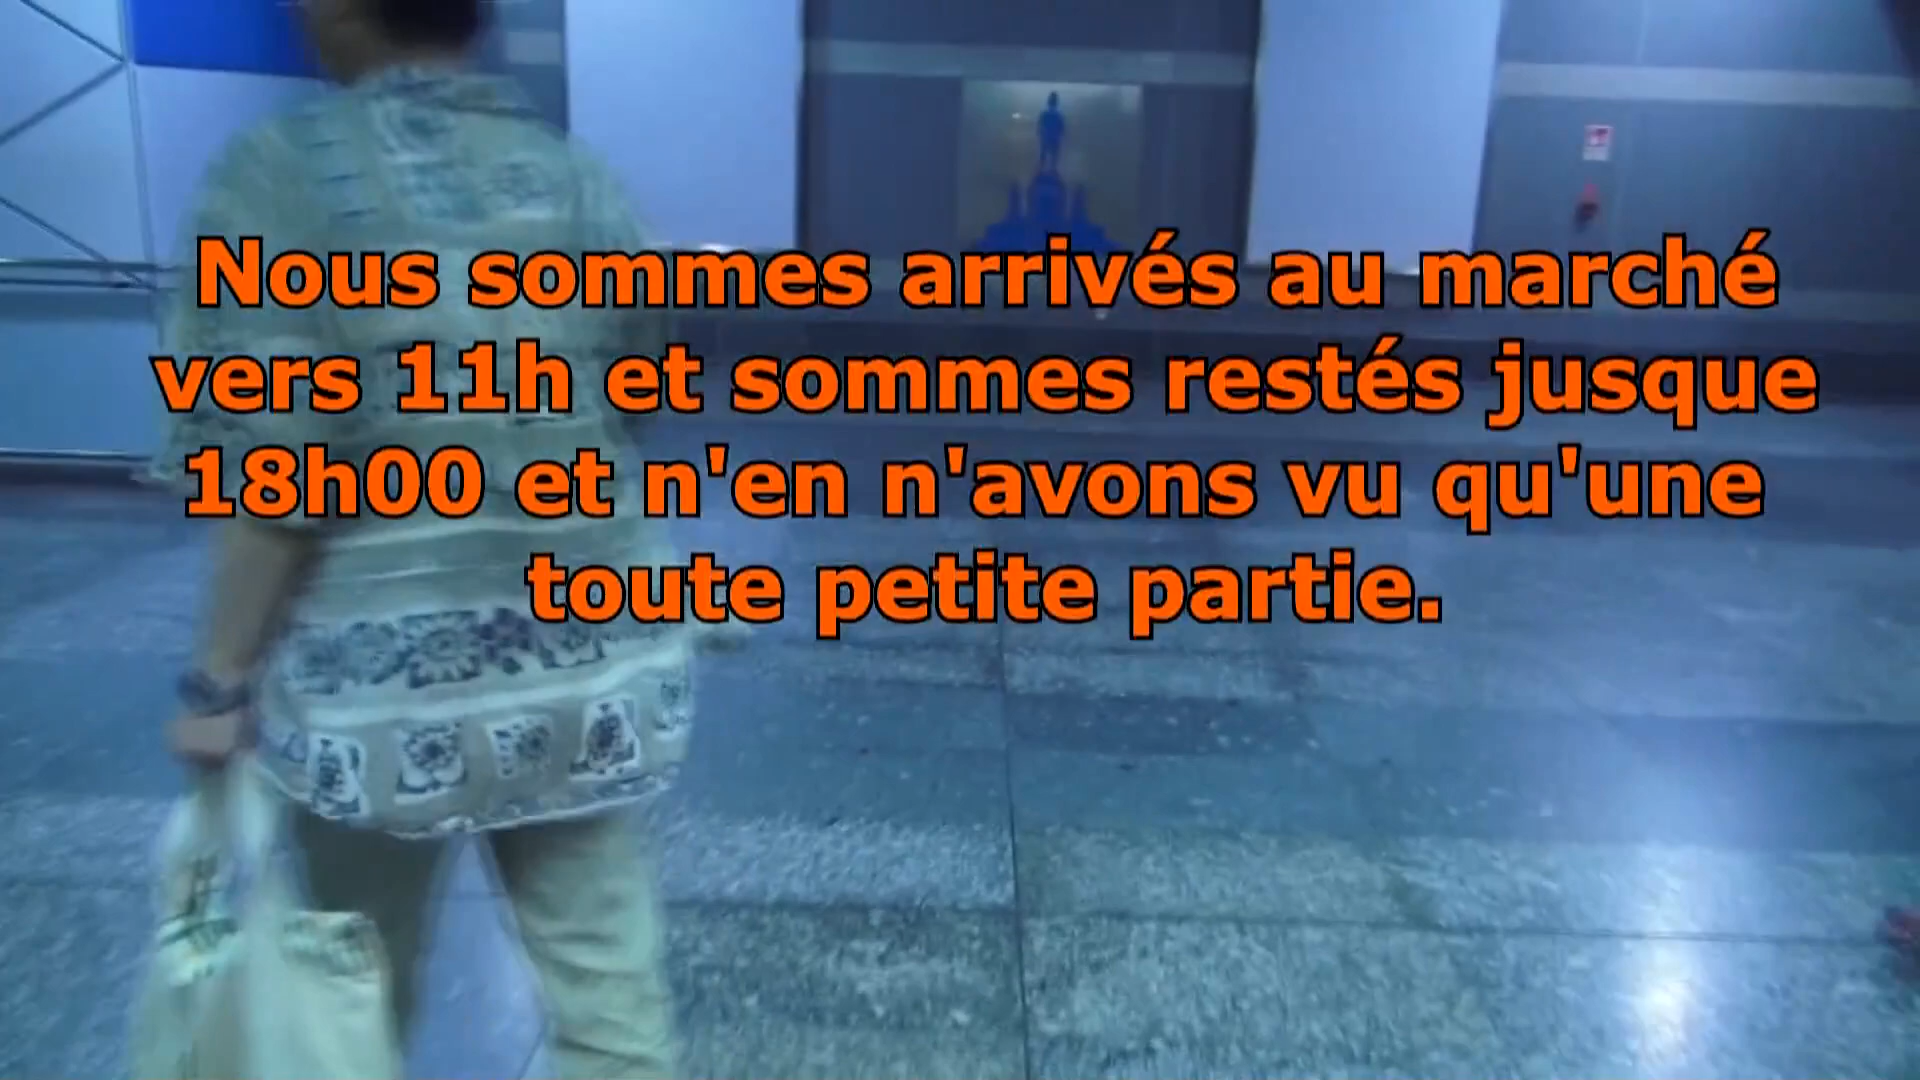 Nous sommes arrivés au marché
vers 11h et sommes restés jusque
18h00 et n'en n'avons vu qu'une
toute petite partie.